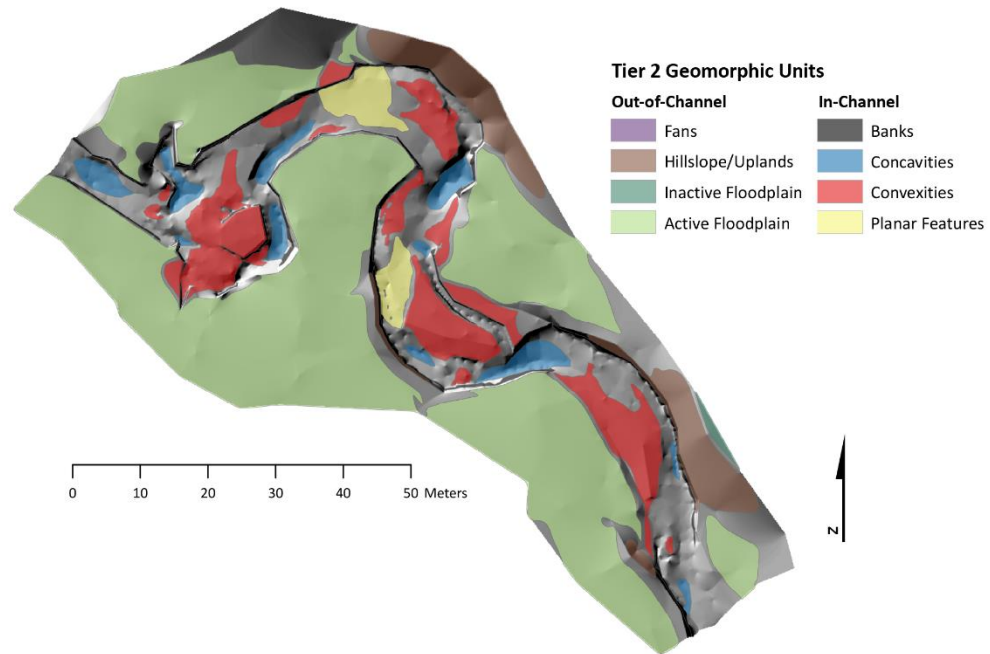 Tier 2 Geomorphic Units
Out-of-Channel In-Channel
Fans Banks
Hillslope/Uplands Concavities
Inactive Floodplain Convexities
Active Floodplain Planar Features
0 10 20 30 40 50 Meters
N